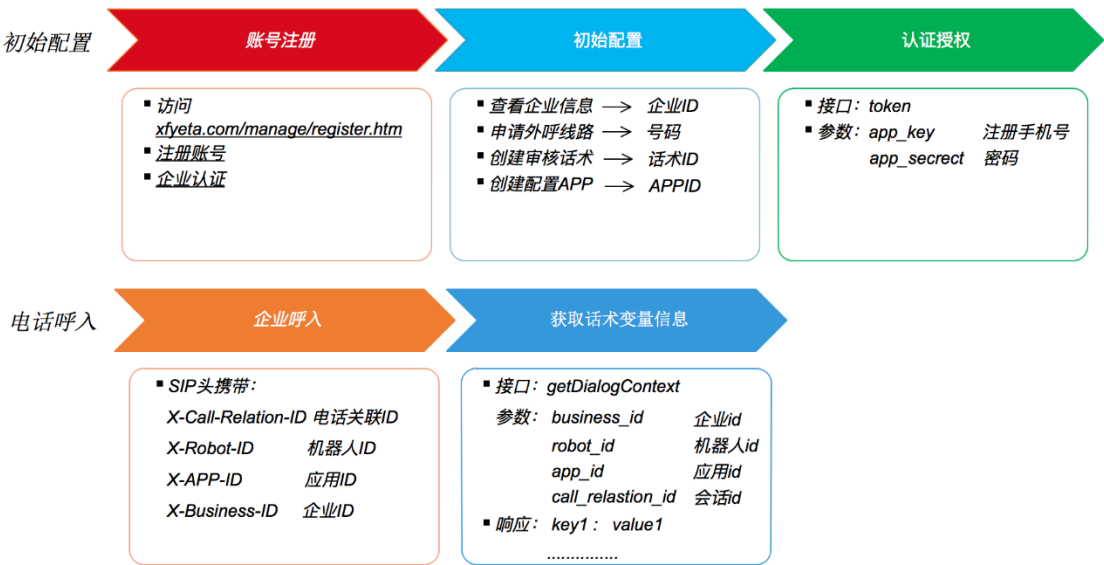 初始配置
账号注册
初始配置
认证授权
▪ 访问
xfyeta.com/manage/register.htm
▪ 注册账号
▪ 企业认证
▪ 查看企业信息 → 企业ID
▪ 申请外呼线路 → 号码
▪ 创建审核话术 → 话术ID
▪ 创建配置APP → APPID
▪ 接口：token
▪ 参数：app_key 注册手机号
app_secrect 密码
电话呼入
企业呼入
获取话术变量信息
▪ SIP头携带：
X-Call-Relation-ID 电话关联ID
X-Robot-ID 机器人ID
X-APP-ID 应用ID
X-Business-ID 企业ID
▪ 接口：getDialogContext
参数：business_id 企业id
robot_id 机器人id
app_id 应用id
call_relastion_id 会话id
▪ 响应：key1： value1
...............